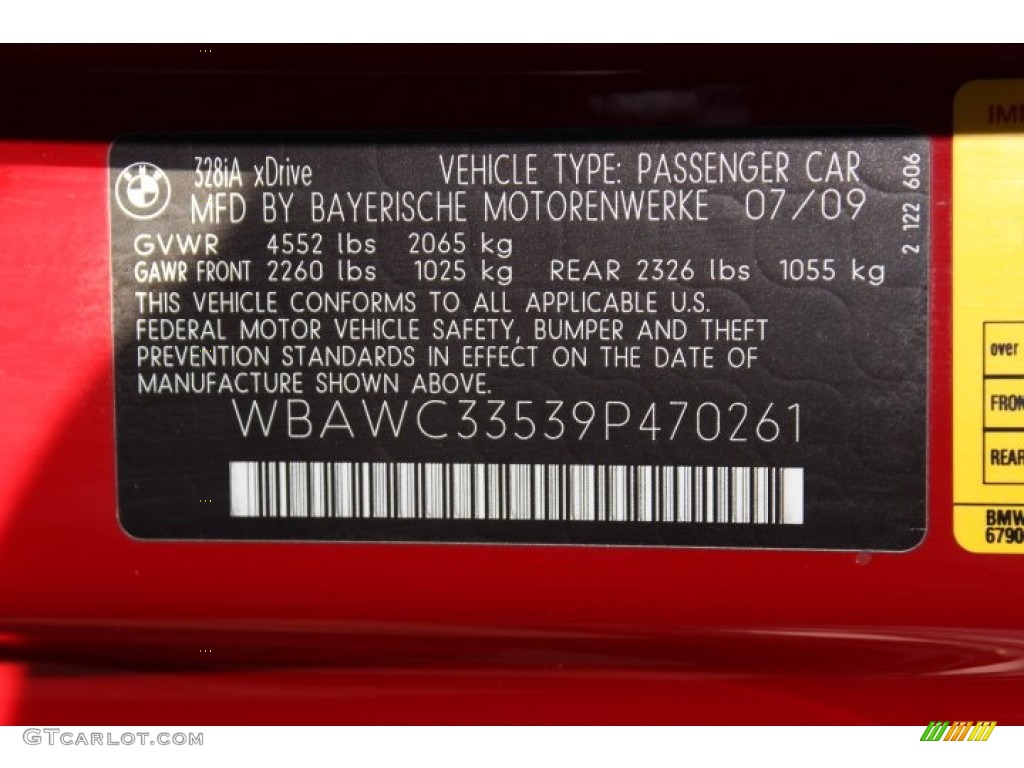 328iA xDrive VEHICLE TYPE: PASSENGER CAR
MFD BY BAYERISCHE MOTORENWERKE 07/09
GVWR 4552 lbs 2065 kg
GAWR FRONT 2260 lbs 1025 kg REAR 2326 lbs 1055 kg
THIS VEHICLE CONFORMS TO ALL APPLICABLE U.S.
FEDERAL MOTOR VEHICLE SAFETY, BUMPER AND THEFT
PREVENTION STANDARDS IN EFFECT ON THE DATE OF
MANUFACTURE SHOWN ABOVE.
WBAWC33539P470261
2 122 606
over
FRON
REAR
BMW
6790
GTCarLot.com